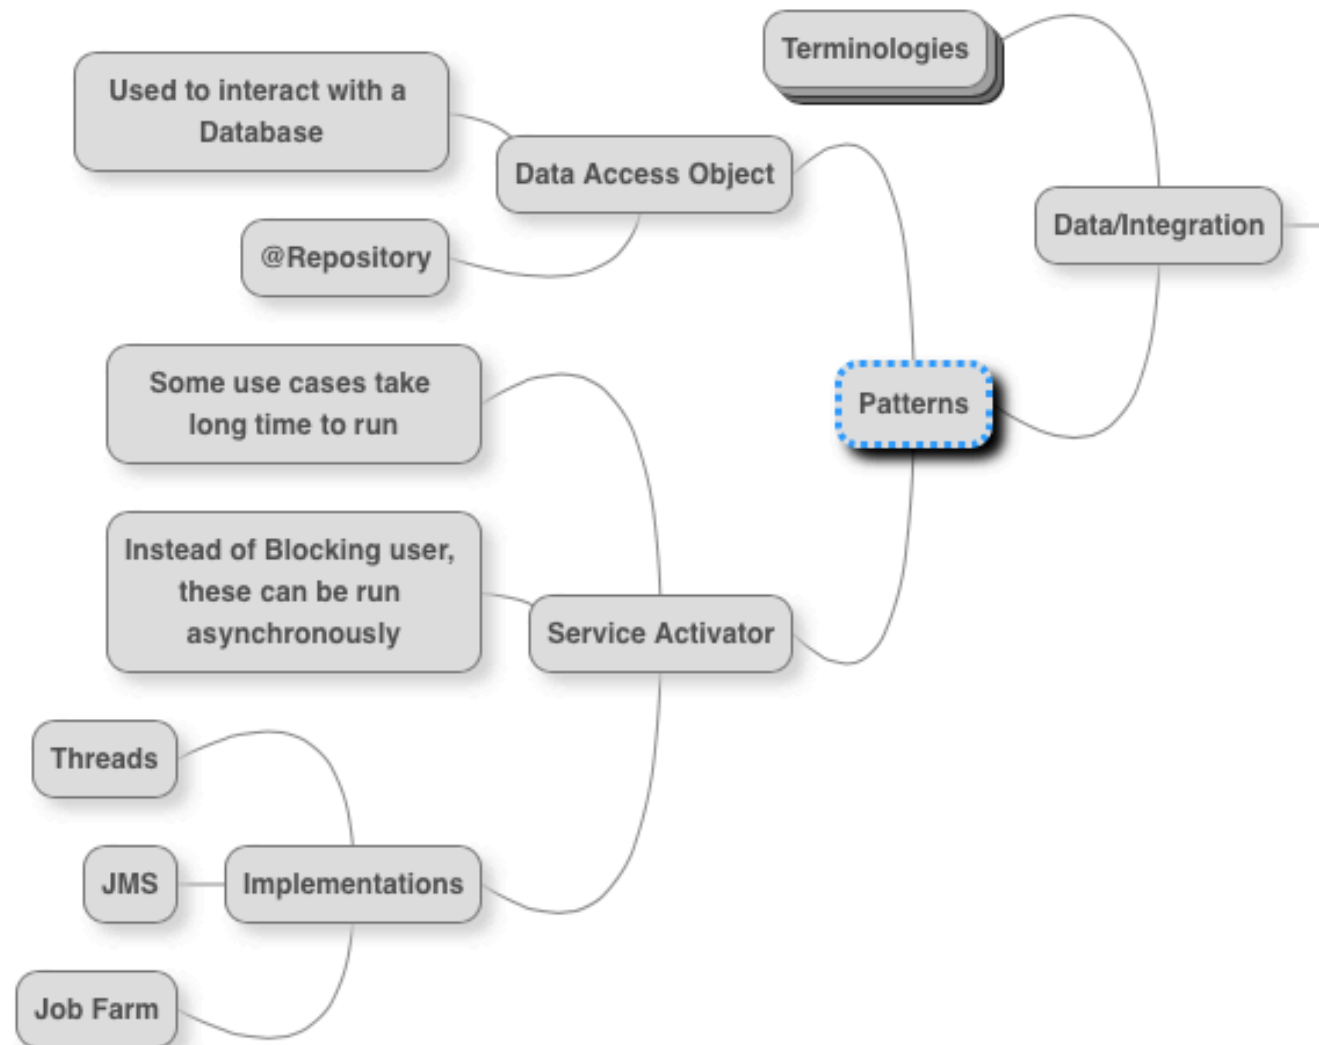 Terminologies
Used to interact with a
Database
Data Access Object
Data/Integration
@Repository
Some use cases take
long time to run
Patterns
Instead of Blocking user,
these can be run
asynchronously
Service Activator
Threads
JMS
Implementations
Job Farm